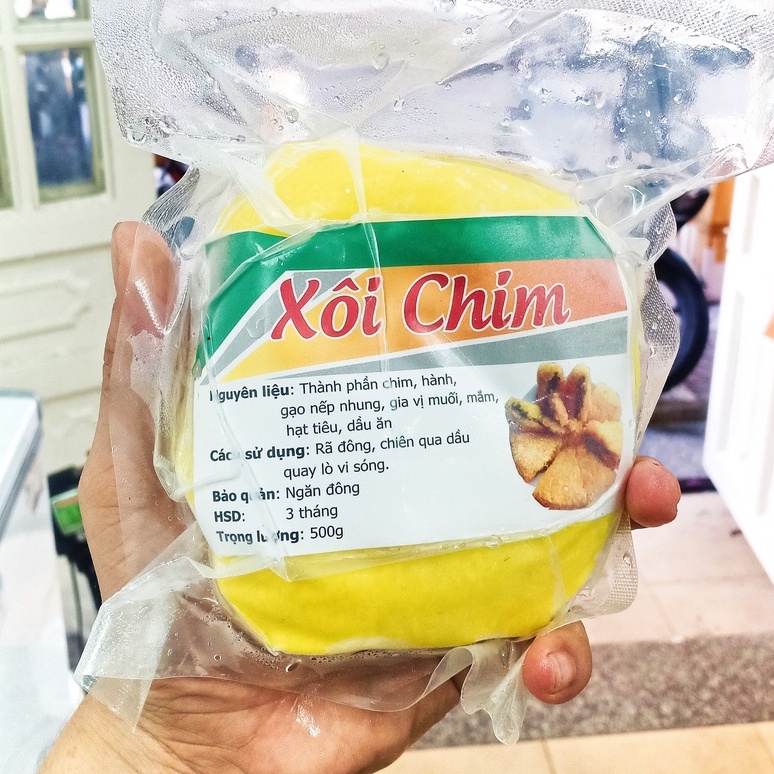 Xôi Chim
Nguyên liệu: Thành phần chim, hành,
gạo nếp nhung, gia vị muối, mắm,
hạt tiêu, dầu ăn
Cách sử dụng: Rã đông, chiên qua dầu
quay lò vi sóng.
Bảo quản: Ngăn đông
HSD: 3 tháng
Trọng lượng: 500g